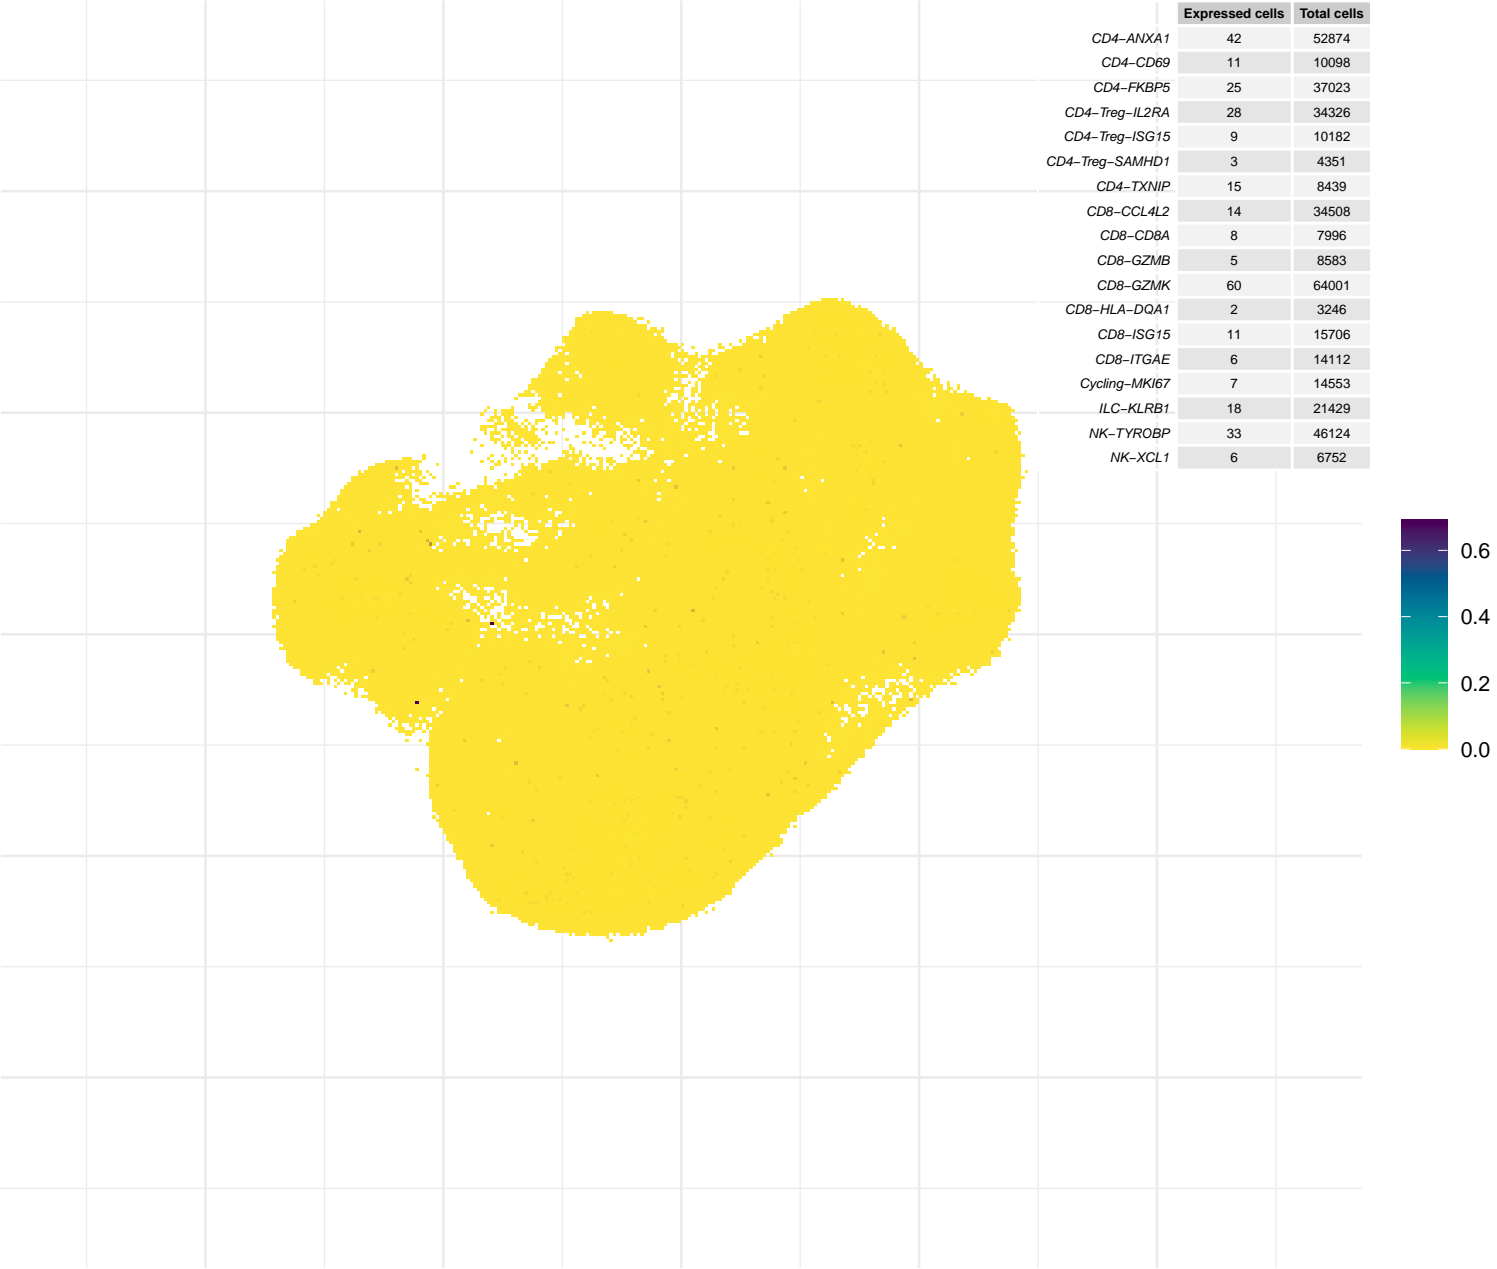 Expressed cells Total cells
CD4−ANXA1 42 52874
CD4−CD69 11 10098
CD4−FKBP5 25 37023
CD4−Treg−IL2RA 28 34326
CD4−Treg−ISG15 9 10182
CD4−Treg−SAMHD1 3 4351
CD4−TXNIP 15 8439
CD8−CCL4L2 14 34508
CD8−CD8A 8 7996
CD8−GZMB 5 8583
CD8−GZMK 60 64001
CD8−HLA−DQA1 2 3246
CD8−ISG15 11 15706
CD8−ITGAE 6 14112
Cycling−MKI67 7 14553
ILC−KLRB1 18 21429
NK−TYROBP 33 46124
NK−XCL1 6 6752
0.6
0.4
0.2
0.0